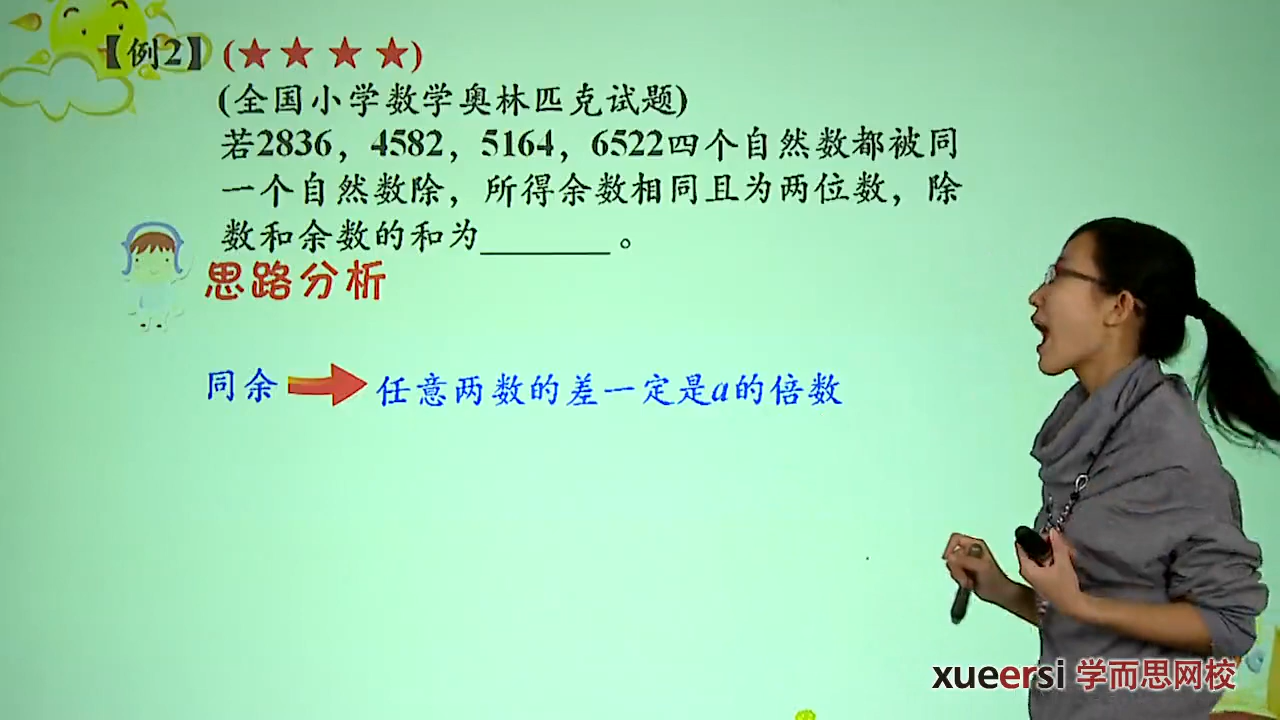 【例2】(★★★★)
(全国小学数学奥林匹克试题)
若2836，4582，5164，6522四个自然数都被同
一个自然数除，所得余数相同且为两位数，除
数和余数的和为________。
思路分析
同余
任意两数的差一定是a的倍数
xueersi 学而思网校